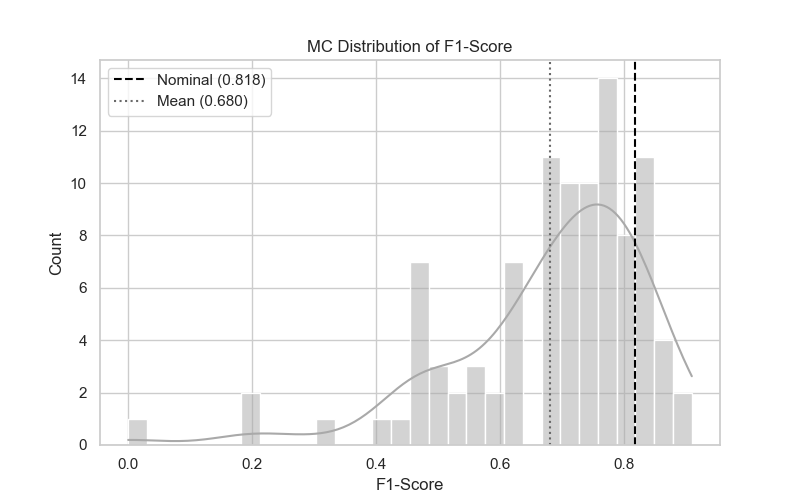 MC Distribution of F1-Score
Nominal (0.818)
Mean (0.680)
Count
14
12
10
8
6
4
2
0
0.0 0.2 0.4 0.6 0.8
F1-Score